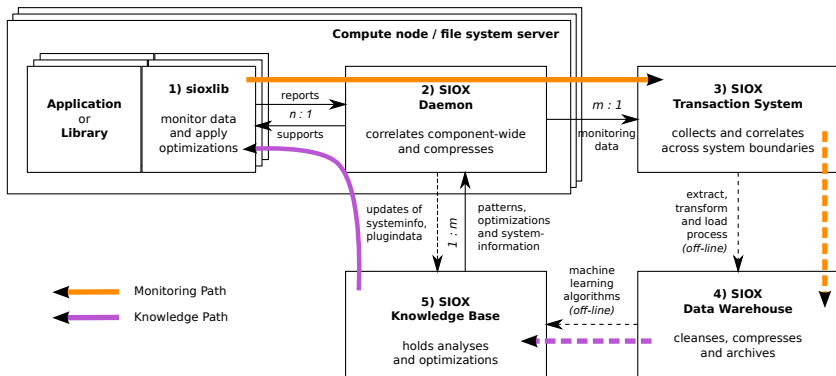 Compute node / file system server
Application
or
Library
1) sioxlib
monitor data
and apply
optimizations
reports
n : 1
supports
2) SIOX
Daemon
correlates component-wide
and compresses
m : 1
monitoring
data
3) SIOX
Transaction System
collects and correlates
across system boundaries
updates of
systeminfo,
plugindata
1 : m
patterns,
optimizations
and system-
information
extract,
transform
and load
process
(off-line)
Monitoring Path
Knowledge Path
5) SIOX
Knowledge Base
holds analyses
and optimizations
machine
learning
algorithms
(off-line)
4) SIOX
Data Warehouse
cleanses, compresses
and archives